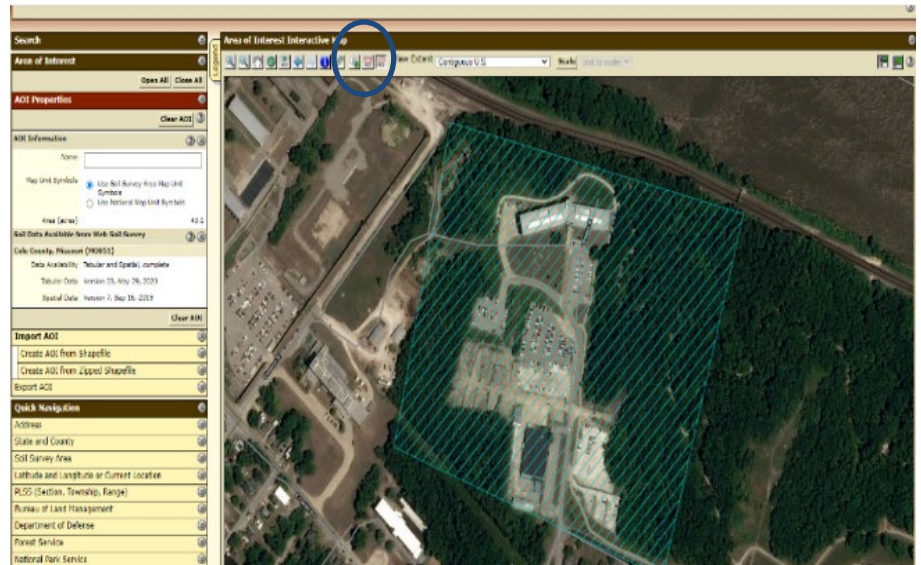 Search
Area of Interest
Open All Close All
AOI Properties
Clear AOI
AOI Information
Name
Map Unit Symbols
Use Soil Survey Area Map Unit
Symbols
Use National Map Unit Symbols
Area (acres) 43.1
Soil Data Available from Web Soil Survey
Cole County, Missouri (MO051)
Data Availability Tabular and Spatial, complete
Tabular Data Version 23, May 29, 2020
Spatial Data Version 7, Sep 16, 2019
Clear AOI
Import AOI
Create AOI from Shapefile
Create AOI from Zipped Shapefile
Export AOI
Quick Navigation
Address
State and County
Soil Survey Area
Latitude and Longitude or Current Location
PLSS (Section, Township, Range)
Bureau of Land Management
Department of Defense
Forest Service
National Park Service
Legend
Area of Interest Interactive Map
View Extent Contiguous U.S.
Scale